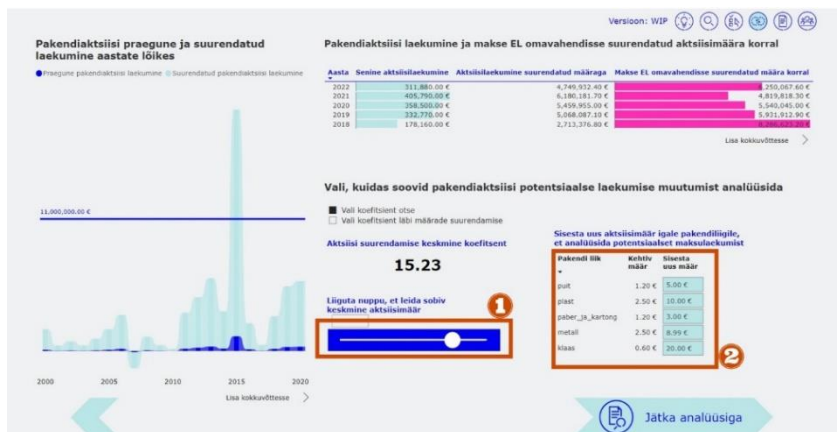 Versioon: WIP
Pakendiaktsiisi praegune ja suurendatud
laekumine aastate lõikes
Praegune pakendiaktsiisi laekumine Suurendatud pakendiaktsiisi laekumine
11,000,000.00 €
2000 2005 2010 2015 2020
Lisa kokkuvõttesse
Pakendiaktsiisi laekumine ja makse EL omavahendisse suurendatud aktsiisimäära korral
Aasta Senine aktsiisilaekumine Aktsiisilaekumine suurendatud määraga Makse EL omavahendisse suurendatud määra korral
2022 311,880.00 € 4,749,932.40 € 6,250,067.60 €
2021 405,790.00 € 6,180,181.70 € 4,819,818.30 €
2020 358,500.00 € 5,459,955.00 € 5,540,045.00 €
2019 332,770.00 € 5,068,087.10 € 5,931,912.90 €
2018 178,160.00 € 2,713,376.80 € 8,286,623.20 €
Lisa kokkuvõttesse
Vali, kuidas soovid pakendiaktsiisi potentsiaalse laekumise muutumist analüüsida
Vali koefitsient otse
Vali koefitsient läbi määrade suurendamise
Aktsiisi suurendamise keskmine koefitsent
15.23
Liiguta nuppu, et leida sobiv
keskmine aktsiisimäär
1
Sisesta uus aktsiisimäär igale pakendiliigile,
et analüüsida potentsiaalset maksulaekumist
Pakendi liik Kehtiv määr Sisesta uus määr
puit 1.20 € 5.00 €
plast 2.50 € 10.00 €
paber_ja_kartong 1.20 € 3.00 €
metall 2.50 € 8.99 €
klaas 0.60 € 20.00 €
2
Jätka analüüsiga